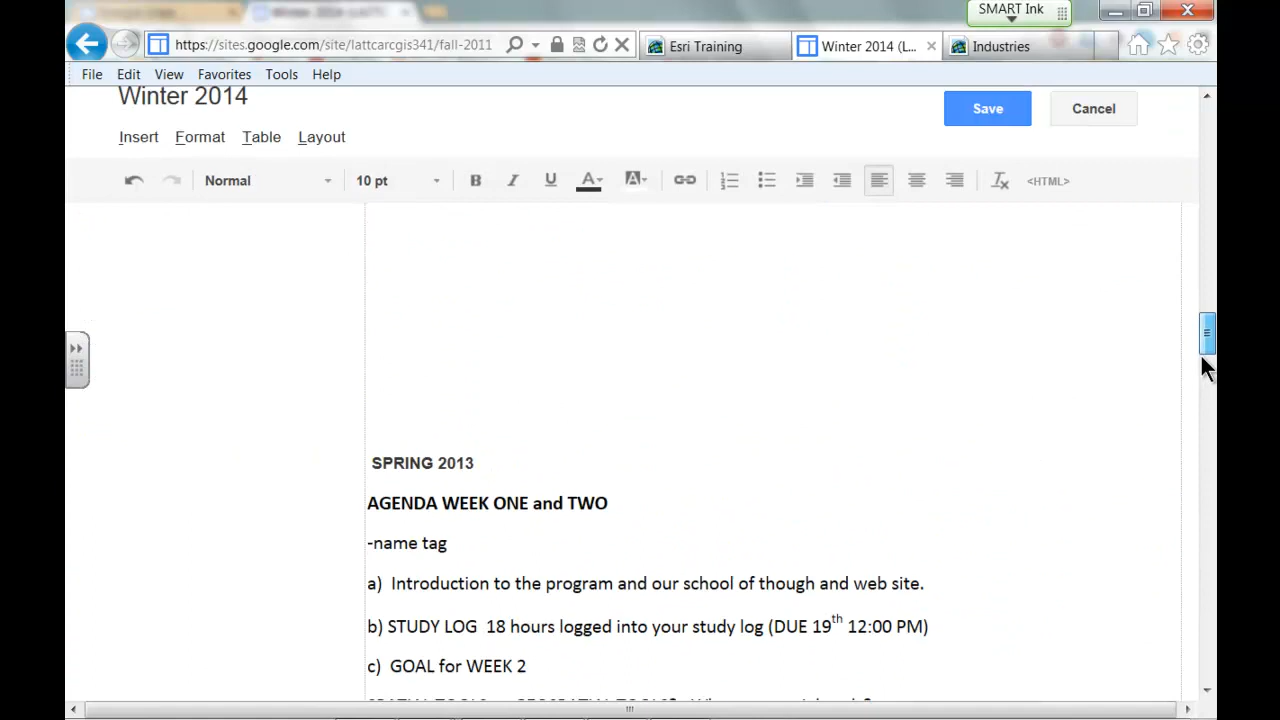 SMART Ink
https://sites.google.com/site/lattcarcgis341/fall-2011
Esri Training
Winter 2014 (L...
Industries
File Edit View Favorites Tools Help
Winter 2014
Save
Cancel
Insert Format Table Layout
Normal
10 pt
B I U A A
<HTML>
SPRING 2013
AGENDA WEEK ONE and TWO
-name tag
a) Introduction to the program and our school of though and web site.
b) STUDY LOG 18 hours logged into your study log (DUE 19th 12:00 PM)
c) GOAL for WEEK 2